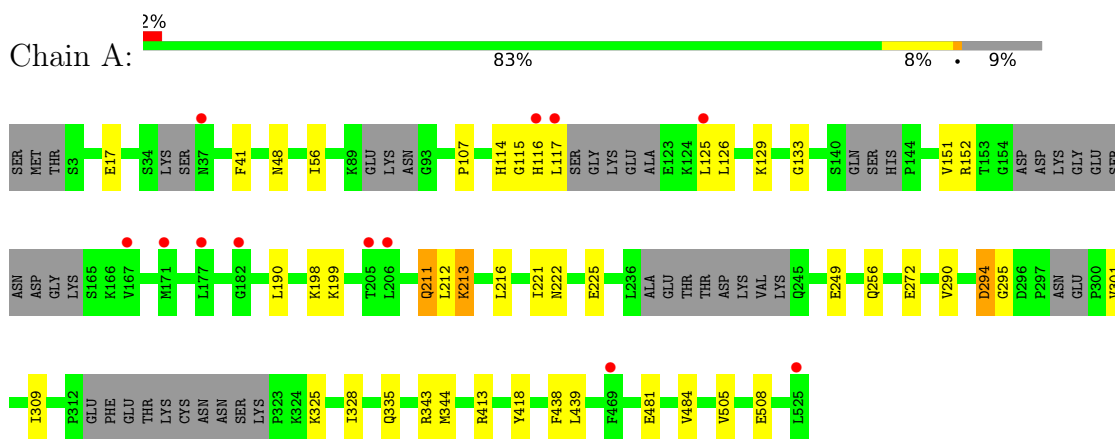 2%
Chain A:
83% 8% • 9%
SER MET THR S3 E17 S34 LYS SER N37 F41 N48 I56 K89 GLU LYS ASN G93 P107 H114 G115 H116 L117 SER GLY LYS GLU ALA E123 K124 L125 L126 K129 G133 S140 GLN SER HIS P144 V151 R152 T153 G154 ASP ASP LYS GLY GLU SER
ASN ASP GLY LYS S165 K166 V167 M171 L177 G182 L190 K198 K199 T205 L206 Q211 L212 K213 L216 I221 N222 E225 L236 ALA GLU THR THR ASP LYS VAL LYS Q245 E249 Q256 E272 V290 D294 G295 D296 P297 ASN GLU P300 V301
I309 P312 GLU PHE GLU THR LYS CYS ASN ASN SER LYS P323 K324 K325 I328 Q335 R343 M344 R413 Y418 F438 L439 F469 E481 V484 V505 E508 L525